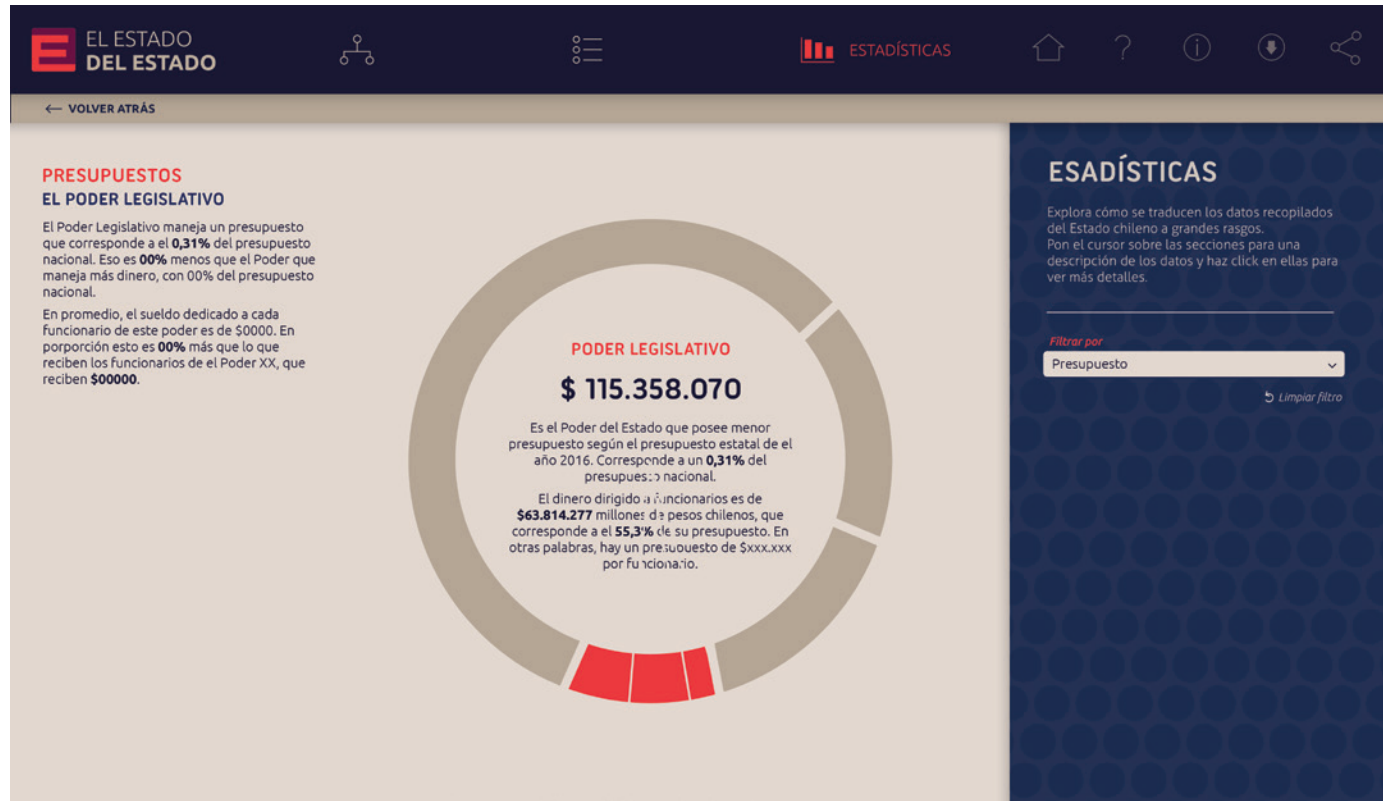 EL ESTADO
DEL ESTADO
ESTADÍSTICAS
← VOLVER ATRÁS
PRESUPUESTOS
EL PODER LEGISLATIVO
El Poder Legislativo maneja un presupuesto
que corresponde a el 0,31% del presupuesto
nacional. Eso es 00% menos que el Poder que
maneja más dinero, con 00% del presupuesto
nacional.
En promedio, el sueldo dedicado a cada
funcionario de este poder es de $0000. En
porporción esto es 00% más que lo que
reciben los funcionarios de el Poder XX, que
reciben $00000.
PODER LEGISLATIVO
$ 115.358.070
Es el Poder del Estado que posee menor
presupuesto según el presupuesto estatal de el
año 2016. Corresponde a un 0,31% del
presupuesto nacional.
El dinero dirigido a funcionarios es de
$63.814.277 millones de pesos chilenos, que
corresponde a el 55,3% de su presupuesto. En
otras palabras, hay un presupuesto de $xxx.xxx
por funcionario.
ESADÍSTICAS
Explora cómo se traducen los datos recopilados
del Estado chileno a grandes rasgos.
Pon el cursor sobre las secciones para una
descripción de los datos y haz click en ellas para
ver más detalles.
Filtrar por
Presupuesto
Limpiar filtro